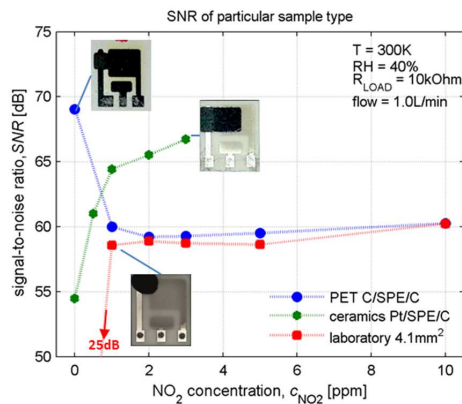 SNR of particular sample type
signal-to-noise ratio, SNR [dB]
75
70
65
60
55
50
T = 300K
RH = 40%
R_LOAD = 10kOhm
flow = 1.0L/min
25dB
PET C/SPE/C
ceramics Pt/SPE/C
laboratory 4.1mm²
0
2
4
6
8
10
NO₂ concentration, c_NO2 [ppm]